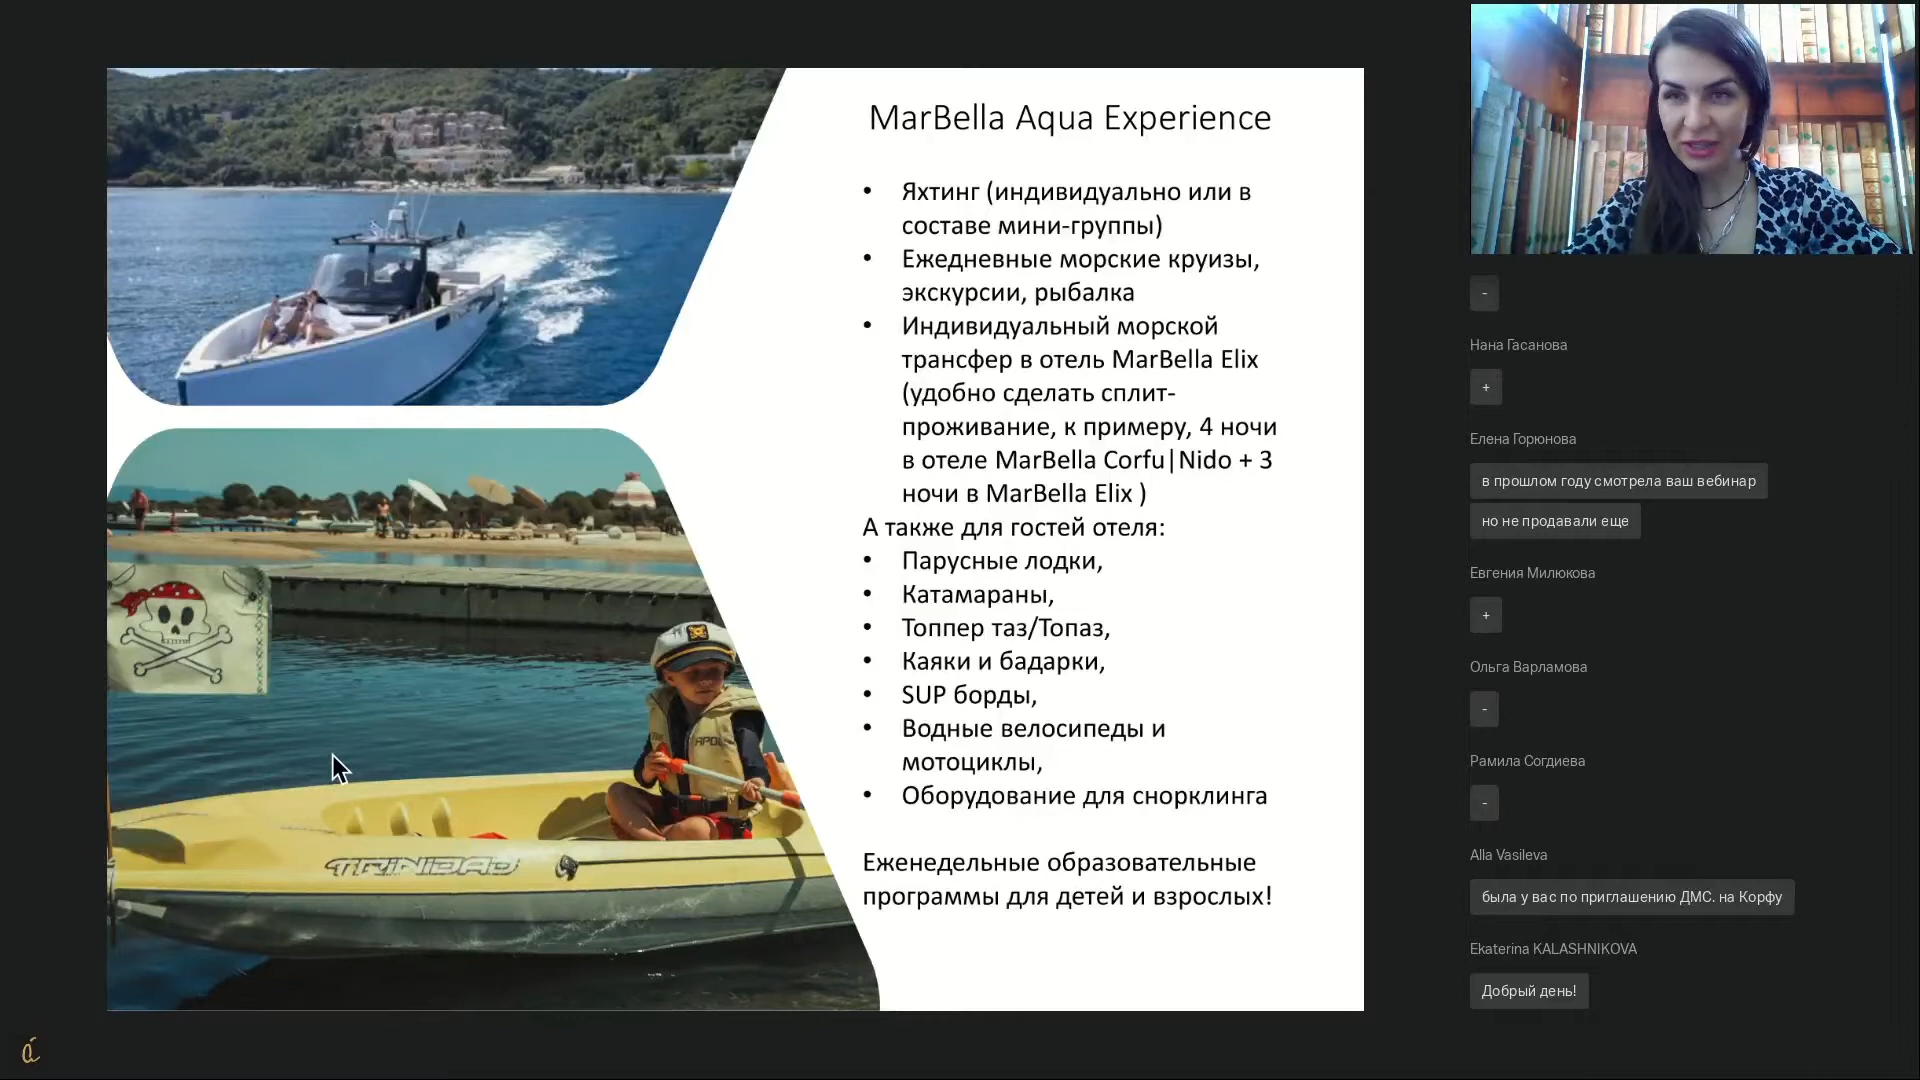 MarBella Aqua Experience
• Яхтинг (индивидуально или в
составе мини-группы)
• Ежедневные морские круизы,
экскурсии, рыбалка
• Индивидуальный морской
трансфер в отель MarBella Elix
(удобно сделать сплит-
проживание, к примеру, 4 ночи
в отеле MarBella Corfu|Nido + 3
ночи в MarBella Elix )
А также для гостей отеля:
• Парусные лодки,
• Катамараны,
• Топпер таз/Топаз,
• Каяки и бадарки,
• SUP борды,
• Водные велосипеды и
мотоциклы,
• Оборудование для снорклинга
Еженедельные образовательные
программы для детей и взрослых!
TRINIDAD
-
Нана Гасанова
+
Елена Горюнова
в прошлом году смотрела ваш вебинар
но не продавали еще
Евгения Милюкова
+
Ольга Варламова
-
Рамила Согдиева
-
Alla Vasileva
была у вас по приглашению ДМС. на Корфу
Ekaterina KALASHNIKOVA
Добрый день!
á